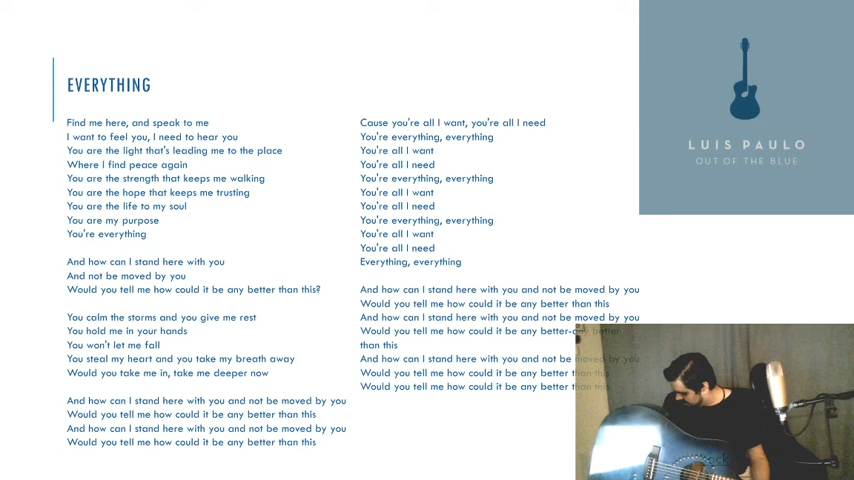 EVERYTHING
Find me here, and speak to me
I want to feel you, I need to hear you
You are the light that's leading me to the place
Where I find peace again
You are the strength that keeps me walking
You are the hope that keeps me trusting
You are the life to my soul
You are my purpose
You're everything
And how can I stand here with you
And not be moved by you
Would you tell me how could it be any better than this?
You calm the storms and you give me rest
You hold me in your hands
You won't let me fall
You steal my heart and you take my breath away
Would you take me in, take me deeper now
And how can I stand here with you and not be moved by you
Would you tell me how could it be any better than this
And how can I stand here with you and not be moved by you
Would you tell me how could it be any better than this
Cause you're all I want, you're all I need
You're everything, everything
You're all I want
You're all I need
You're everything, everything
You're all I want
You're all I need
You're everything, everything
You're all I want
You're all I need
Everything, everything
And how can I stand here with you and not be moved by you
Would you tell me how could it be any better than this
And how can I stand here with you and not be moved by you
Would you tell me how could it be any better-any better
than this
And how can I stand here with you and not be moved by you
Would you tell me how could it be any better than this
Would you tell me how could it be any better than this
LUIS PAULO
OUT OF THE BLUE